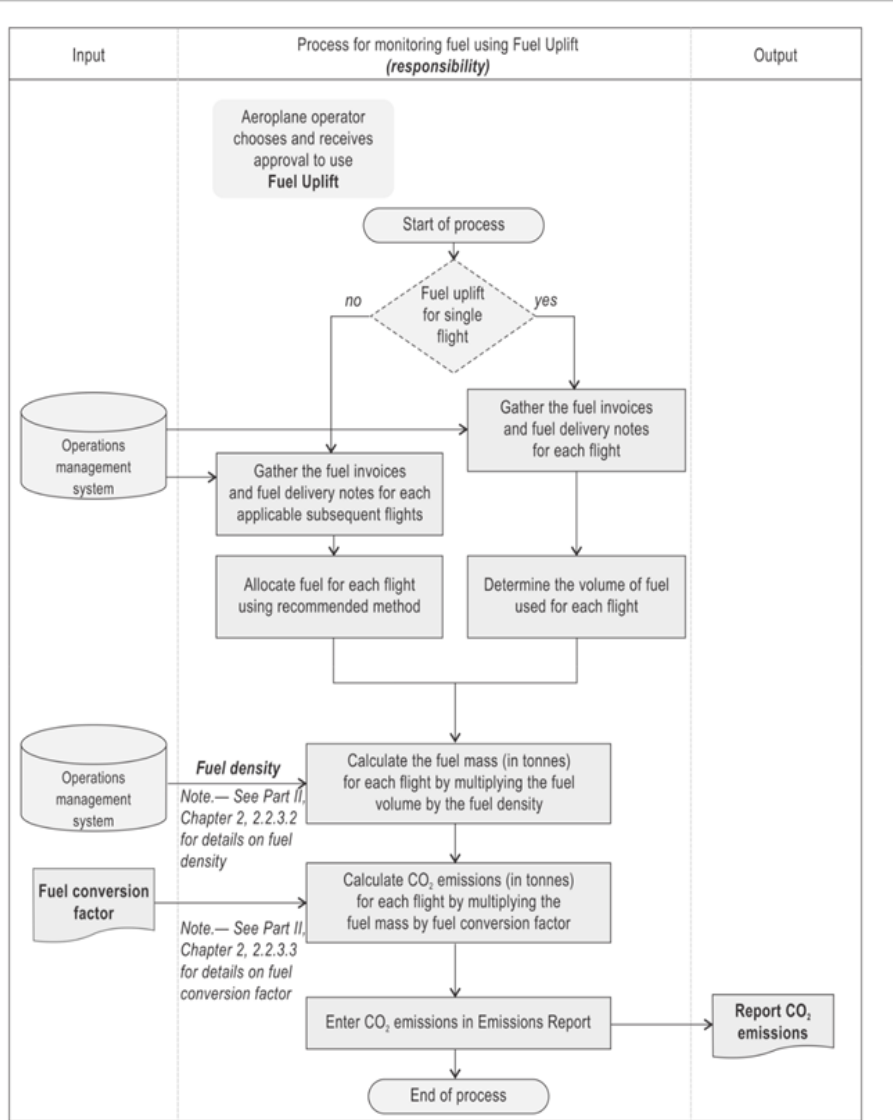 Input
Process for monitoring fuel using Fuel Uplift
(responsibility)
Output
Aeroplane operator
chooses and receives
approval to use
Fuel Uplift
Start of process
Fuel uplift
for single
flight
no
yes
Operations
management
system
Gather the fuel invoices
and fuel delivery notes
for each flight
Gather the fuel invoices
and fuel delivery notes for each
applicable subsequent flights
Allocate fuel for each flight
using recommended method
Determine the volume of fuel
used for each flight
Operations
management
system
Fuel density
Note.— See Part II,
Chapter 2, 2.2.3.2
for details on fuel
density
Calculate the fuel mass (in tonnes)
for each flight by multiplying the fuel
volume by the fuel density
Fuel conversion
factor
Note.— See Part II,
Chapter 2, 2.2.3.3
for details on fuel
conversion factor
Calculate CO₂ emissions (in tonnes)
for each flight by multiplying the
fuel mass by fuel conversion factor
Enter CO₂ emissions in Emissions Report
Report CO₂
emissions
End of process